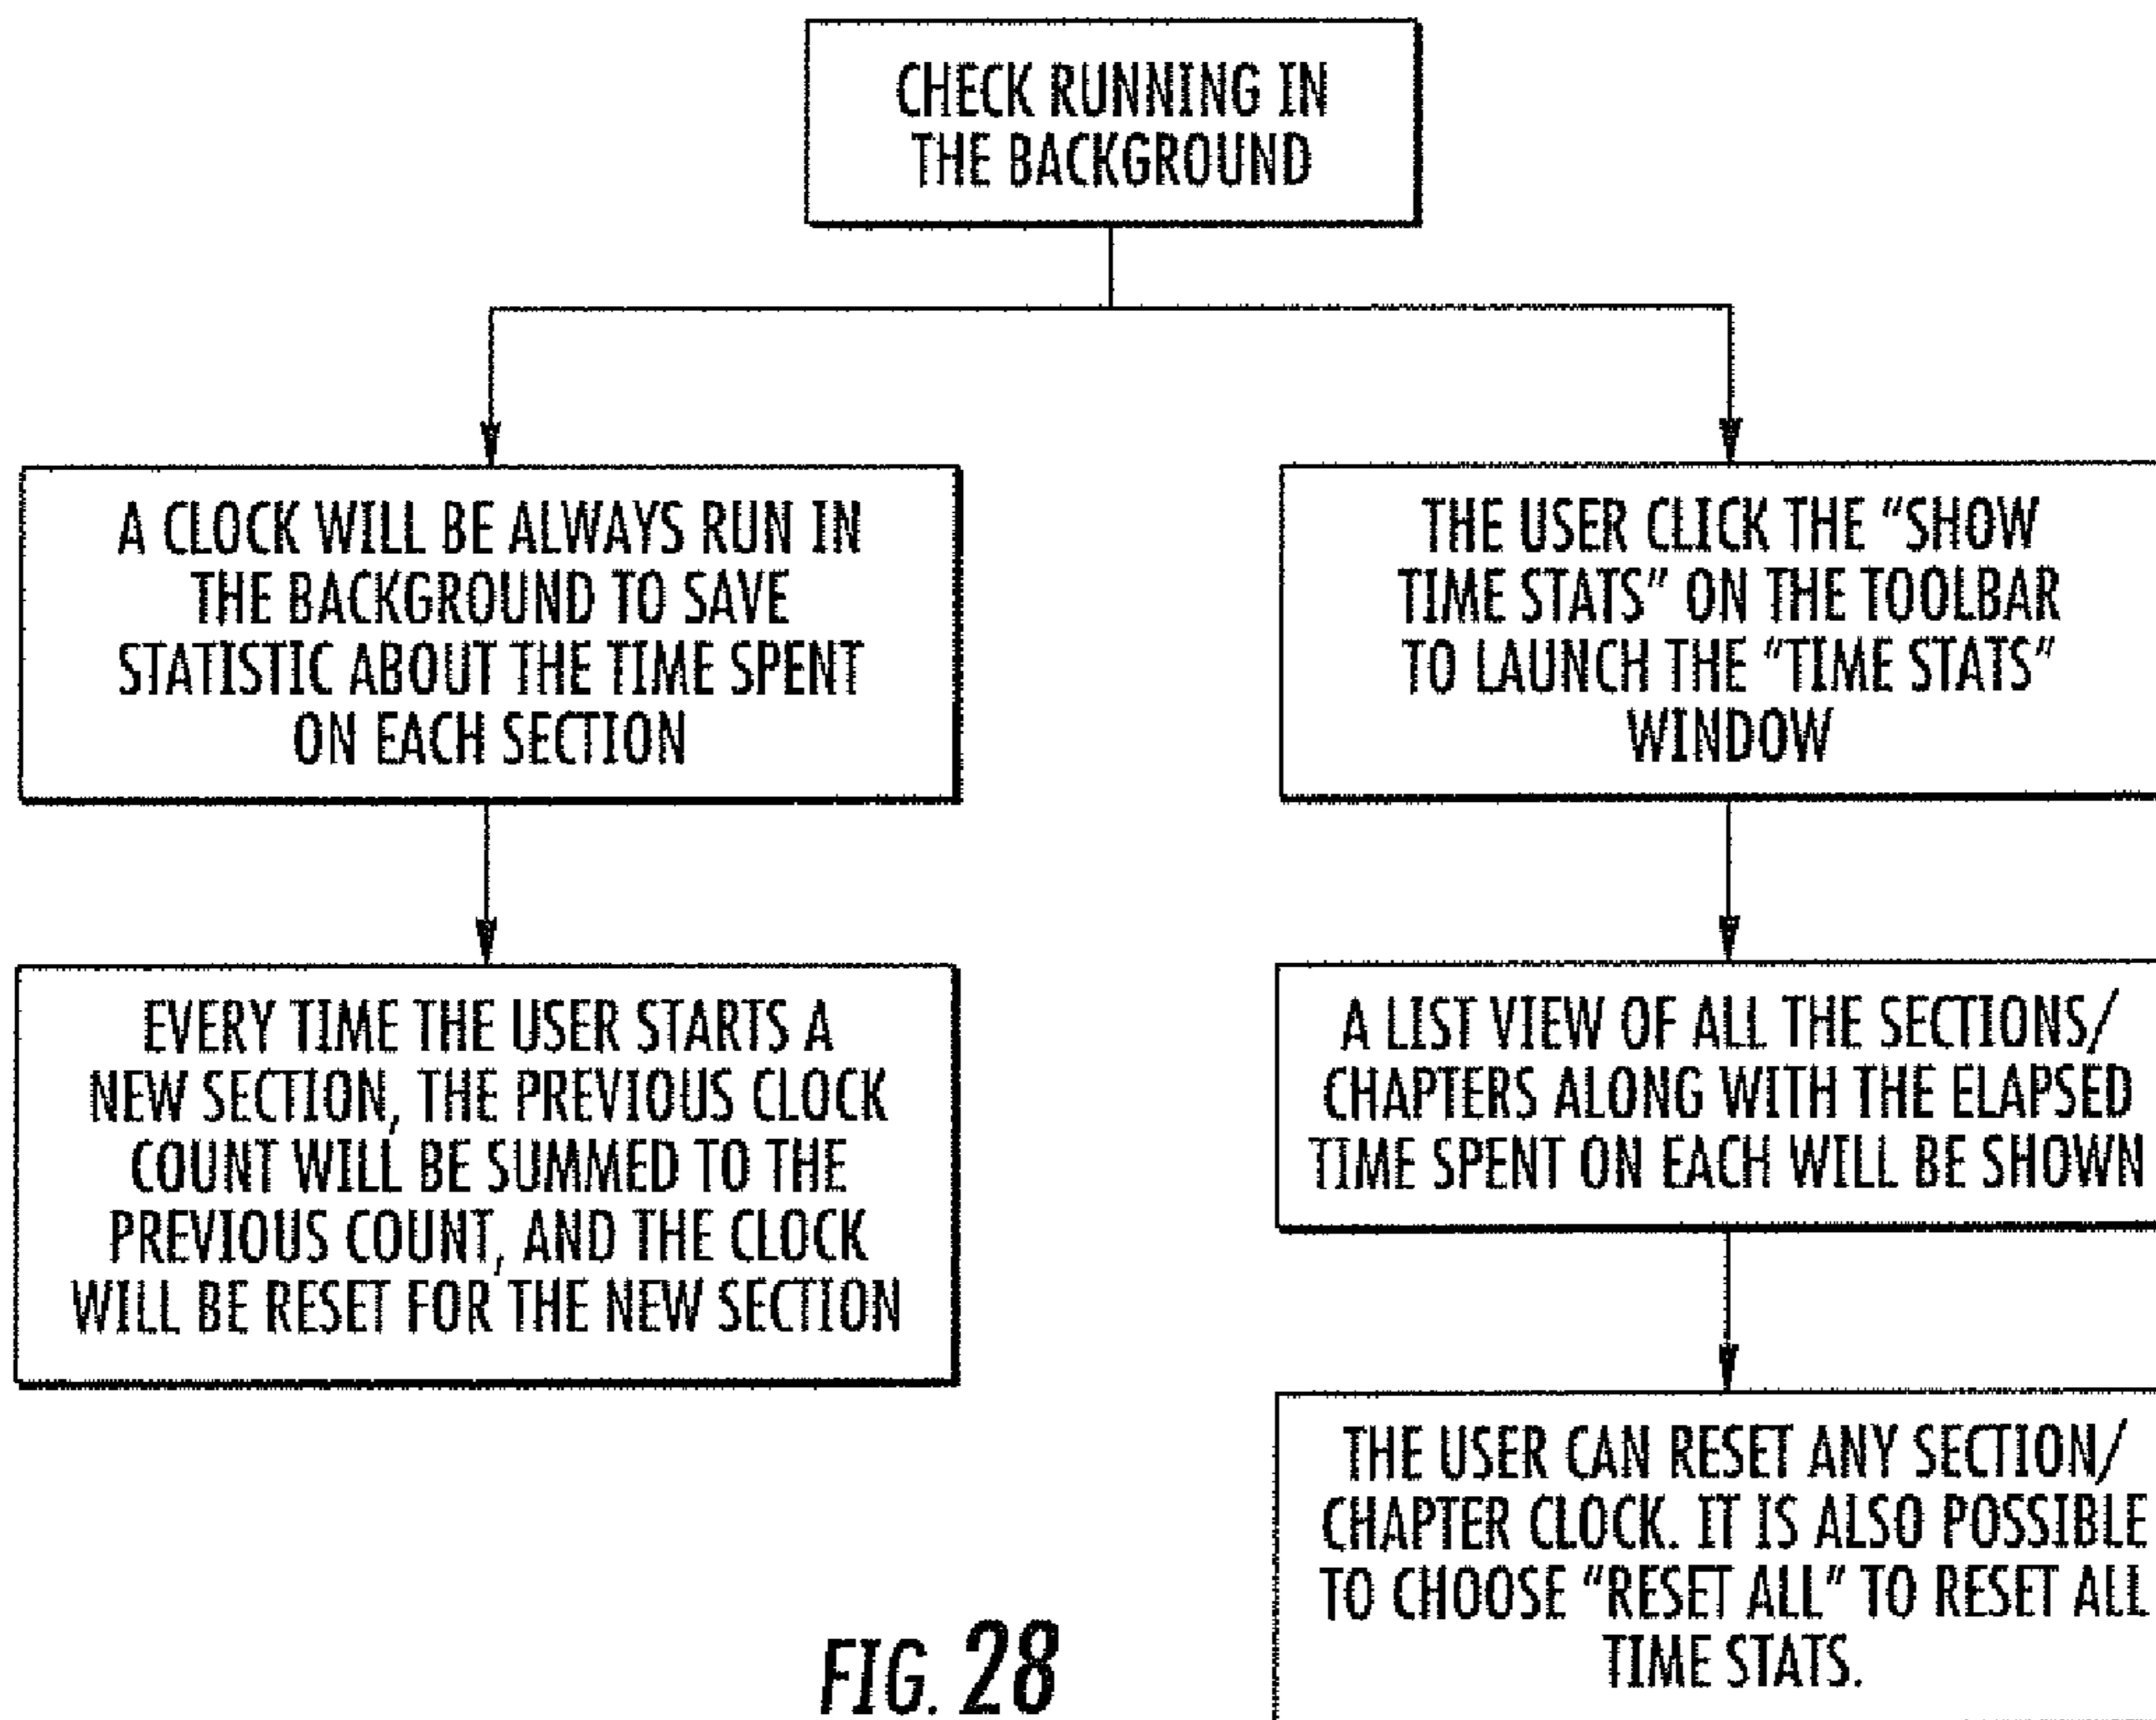 CHECK RUNNING IN
THE BACKGROUND
A CLOCK WILL BE ALWAYS RUN IN
THE BACKGROUND TO SAVE
STATISTIC ABOUT THE TIME SPENT
ON EACH SECTION
EVERY TIME THE USER STARTS A
NEW SECTION, THE PREVIOUS CLOCK
COUNT WILL BE SUMMED TO THE
PREVIOUS COUNT, AND THE CLOCK
WILL BE RESET FOR THE NEW SECTION
THE USER CLICK THE "SHOW
TIME STATS" ON THE TOOLBAR
TO LAUNCH THE "TIME STATS"
WINDOW
A LIST VIEW OF ALL THE SECTIONS/
CHAPTERS ALONG WITH THE ELAPSED
TIME SPENT ON EACH WILL BE SHOWN
THE USER CAN RESET ANY SECTION/
CHAPTER CLOCK. IT IS ALSO POSSIBLE
TO CHOOSE "RESET ALL" TO RESET ALL
TIME STATS.
FIG. 28